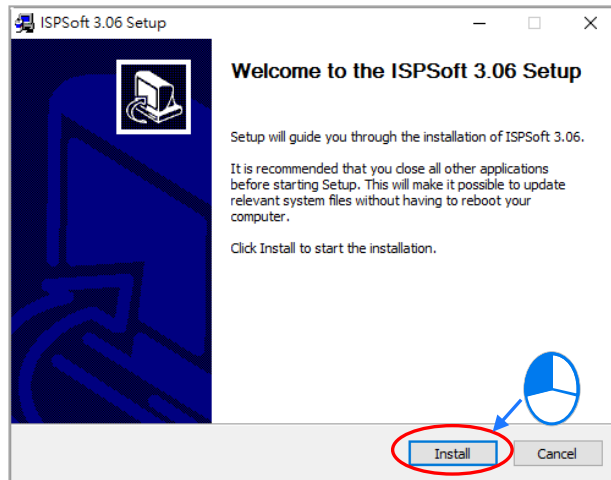 ISPSoft 3.06 Setup
Welcome to the ISPSoft 3.06 Setup
Setup will guide you through the installation of ISPSoft 3.06.
It is recommended that you close all other applications
before starting Setup. This will make it possible to update
relevant system files without having to reboot your
computer.
Click Install to start the installation.
Install
Cancel